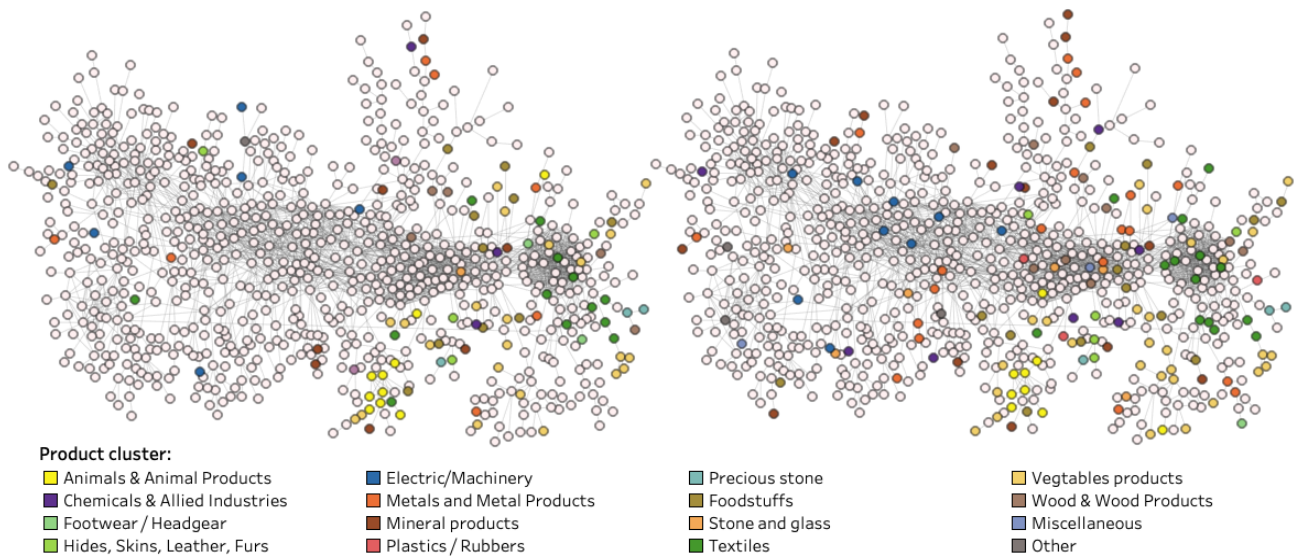 Product cluster:
Animals & Animal Products
Chemicals & Allied Industries
Footwear / Headgear
Hides, Skins, Leather, Furs
Electric/Machinery
Metals and Metal Products
Mineral products
Plastics / Rubbers
Precious stone
Foodstuffs
Stone and glass
Textiles
Vegtables products
Wood & Wood Products
Miscellaneous
Other